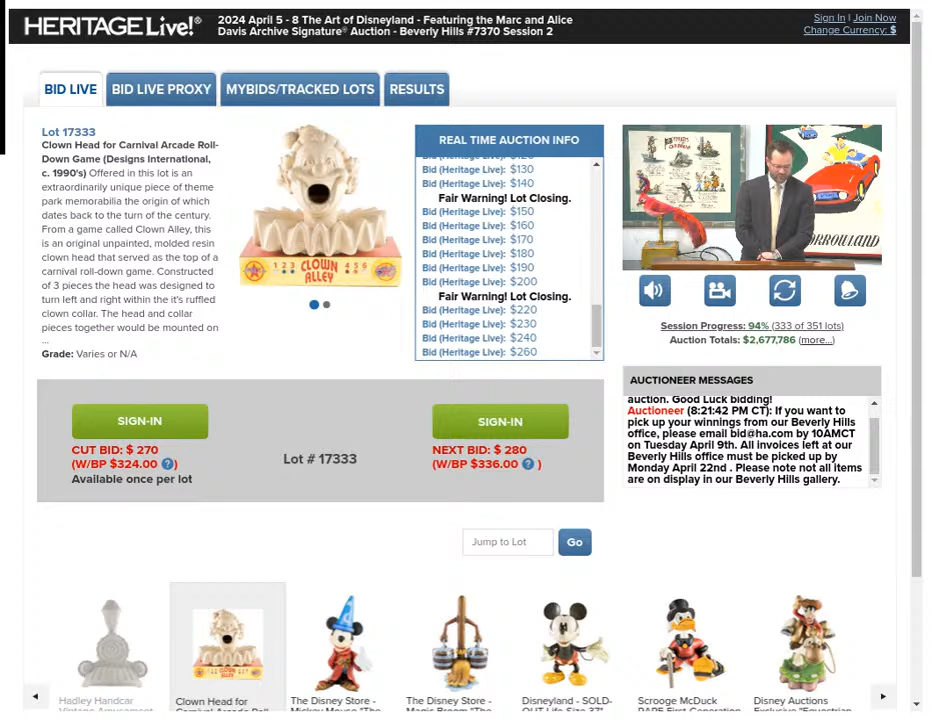 HERITAGE Live!®
2024 April 5 - 8 The Art of Disneyland - Featuring the Marc and Alice
Davis Archive Signature® Auction - Beverly Hills #7370 Session 2
Sign In | Join Now
Change Currency: $
BID LIVE
BID LIVE PROXY
MYBIDS/TRACKED LOTS
RESULTS
Lot 17333
Clown Head for Carnival Arcade Roll-
Down Game (Designs International,
c. 1990's) Offered in this lot is an
extraordinarily unique piece of theme
park memorabilia the origin of which
dates back to the turn of the century.
From a game called Clown Alley, this
is an original unpainted, molded resin
clown head that served as the top of a
carnival roll-down game. Constructed
of 3 pieces the head was designed to
turn left and right within the it's ruffled
clown collar. The head and collar
pieces together would be mounted on
...
Grade: Varies or N/A
1 2 3
CLOWN
ALLEY
4 5 6
REAL TIME AUCTION INFO
Bid (Heritage Live): $120
Bid (Heritage Live): $130
Bid (Heritage Live): $140
Fair Warning! Lot Closing.
Bid (Heritage Live): $150
Bid (Heritage Live): $160
Bid (Heritage Live): $170
Bid (Heritage Live): $180
Bid (Heritage Live): $190
Bid (Heritage Live): $200
Fair Warning! Lot Closing.
Bid (Heritage Live): $220
Bid (Heritage Live): $230
Bid (Heritage Live): $240
Bid (Heritage Live): $260
Session Progress: 94% (333 of 351 lots)
Auction Totals: $2,677,786 (more...)
AUCTIONEER MESSAGES
auction. Good Luck bidding!
Auctioneer (8:21:42 PM CT): If you want to
pick up your winnings from our Beverly Hills
office, please email bid@ha.com by 10AMCT
on Tuesday April 9th. All invoices left at our
Beverly Hills office must be picked up by
Monday April 22nd . Please note not all items
are on display in our Beverly Hills gallery.
SIGN-IN
CUT BID: $ 270
(W/BP $324.00 ? )
Available once per lot
Lot # 17333
SIGN-IN
NEXT BID: $ 280
(W/BP $336.00 ? )
Jump to Lot
Go
Hadley Handcar
Vintage Amusement
Clown Head for
Carnival Arcade Roll-
The Disney Store -
Mickey Mouse "The
The Disney Store -
Magic Broom "The
Disneyland - SOLD-
OUT Life Size 37"
Scrooge McDuck
RARE First Generation
Disney Auctions
Exclusive "Equestrian